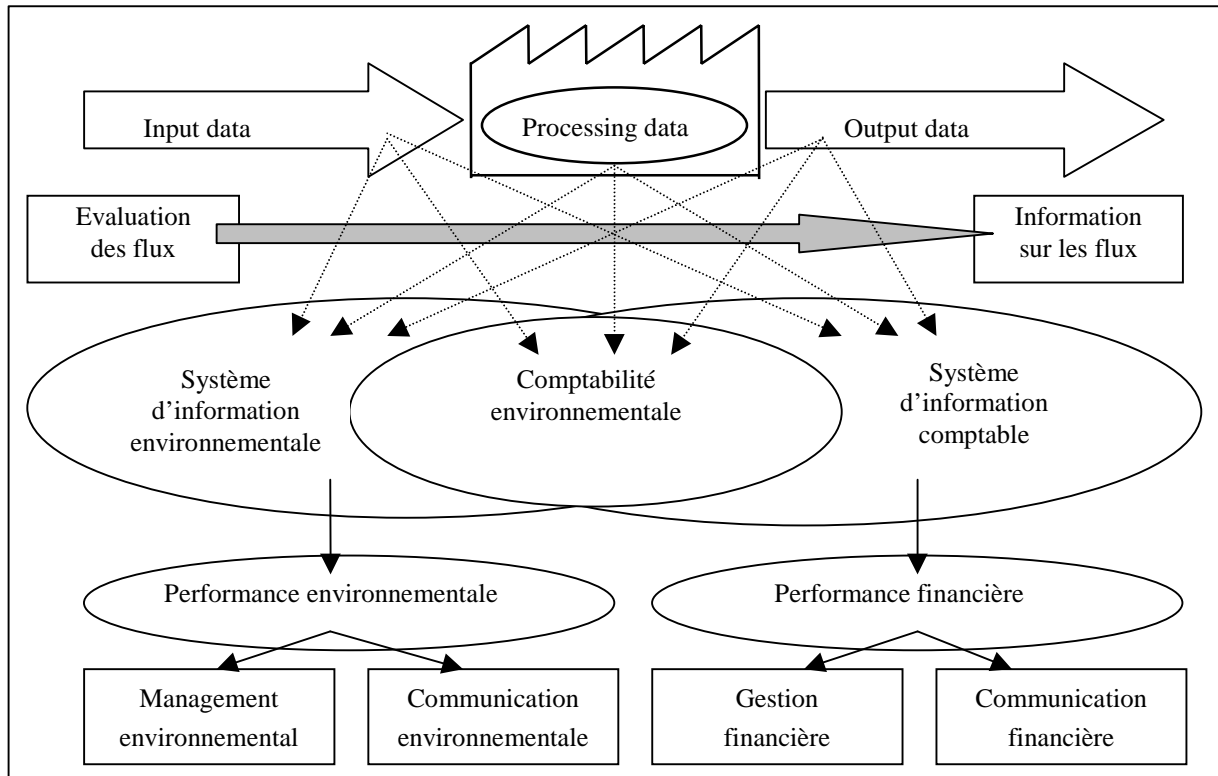 Input data
Processing data
Output data
Evaluation
des flux
Information
sur les flux
Système
d'information
environnementale
Comptabilité
environnementale
Système
d'information
comptable
Performance environnementale
Performance financière
Management
environnemental
Communication
environnementale
Gestion
financière
Communication
financière